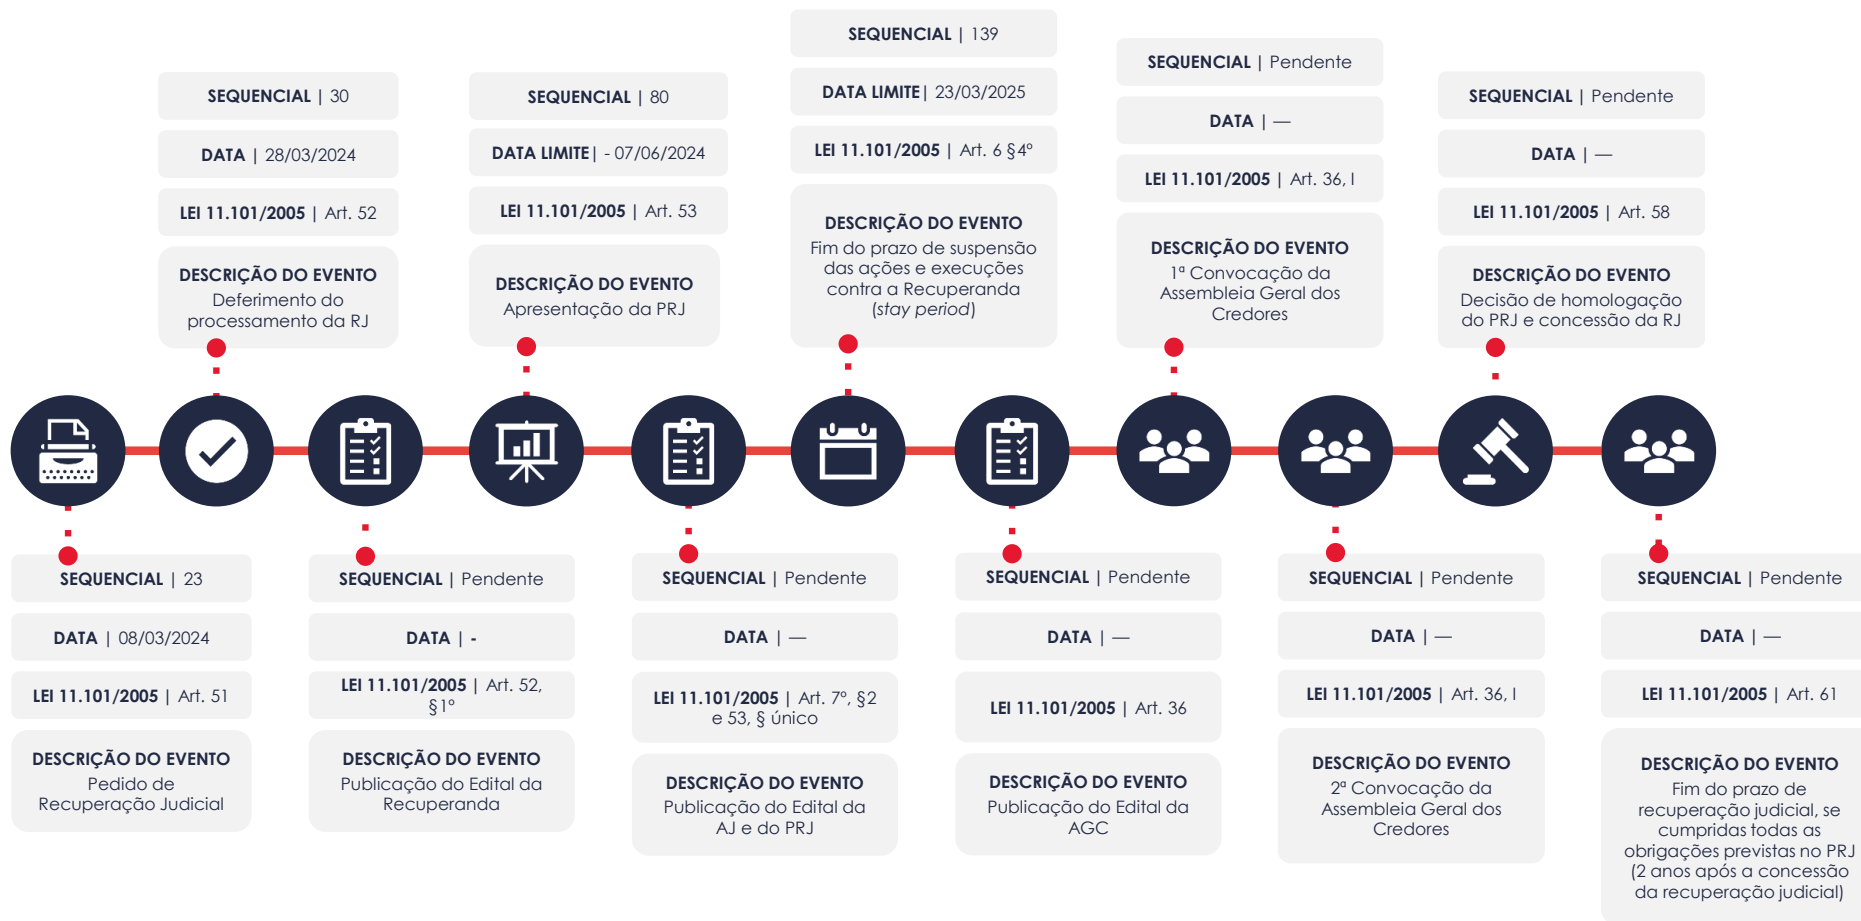 SEQUENCIAL | 30
DATA | 28/03/2024
LEI 11.101/2005 | Art. 52
DESCRIÇÃO DO EVENTO
Deferimento do
processamento da RJ
SEQUENCIAL | 80
DATA LIMITE| - 07/06/2024
LEI 11.101/2005 | Art. 53
DESCRIÇÃO DO EVENTO
Apresentação da PRJ
SEQUENCIAL | 139
DATA LIMITE| 23/03/2025
LEI 11.101/2005 | Art. 6 §4º
DESCRIÇÃO DO EVENTO
Fim do prazo de suspensão
das ações e execuções
contra a Recuperanda
(stay period)
SEQUENCIAL | Pendente
DATA | —
LEI 11.101/2005 | Art. 36, I
DESCRIÇÃO DO EVENTO
1ª Convocação da
Assembleia Geral dos
Credores
SEQUENCIAL | Pendente
DATA | —
LEI 11.101/2005 | Art. 58
DESCRIÇÃO DO EVENTO
Decisão de homologação
do PRJ e concessão da RJ
SEQUENCIAL | 23
DATA | 08/03/2024
LEI 11.101/2005 | Art. 51
DESCRIÇÃO DO EVENTO
Pedido de
Recuperação Judicial
SEQUENCIAL | Pendente
DATA | -
LEI 11.101/2005 | Art. 52,
§1º
DESCRIÇÃO DO EVENTO
Publicação do Edital da
Recuperanda
SEQUENCIAL | Pendente
DATA | —
LEI 11.101/2005 | Art. 7º, §2
e 53, § único
DESCRIÇÃO DO EVENTO
Publicação do Edital da
AJ e do PRJ
SEQUENCIAL | Pendente
DATA | —
LEI 11.101/2005 | Art. 36
DESCRIÇÃO DO EVENTO
Publicação do Edital da
AGC
SEQUENCIAL | Pendente
DATA | —
LEI 11.101/2005 | Art. 36, I
DESCRIÇÃO DO EVENTO
2ª Convocação da
Assembleia Geral dos
Credores
SEQUENCIAL | Pendente
DATA | —
LEI 11.101/2005 | Art. 61
DESCRIÇÃO DO EVENTO
Fim do prazo de
recuperação judicial, se
cumpridas todas as
obrigações previstas no PRJ
(2 anos após a concessão
da recuperação judicial)